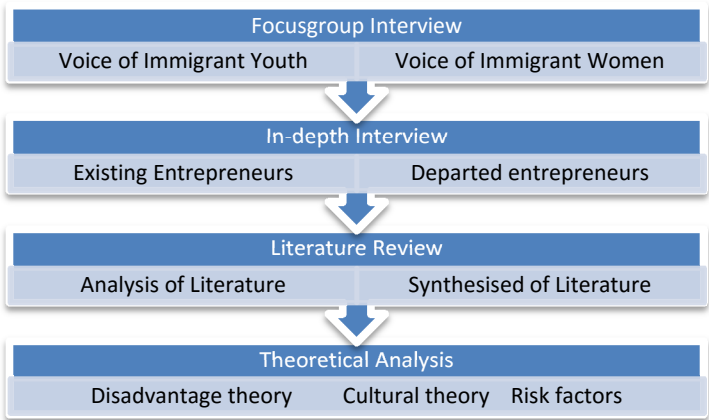 Focusgroup Interview
Voice of Immigrant Youth Voice of Immigrant Women
In-depth Interview
Existing Entrepreneurs Departed entrepreneurs
Literature Review
Analysis of Literature Synthesised of Literature
Theoretical Analysis
Disadvantage theory Cultural theory Risk factors